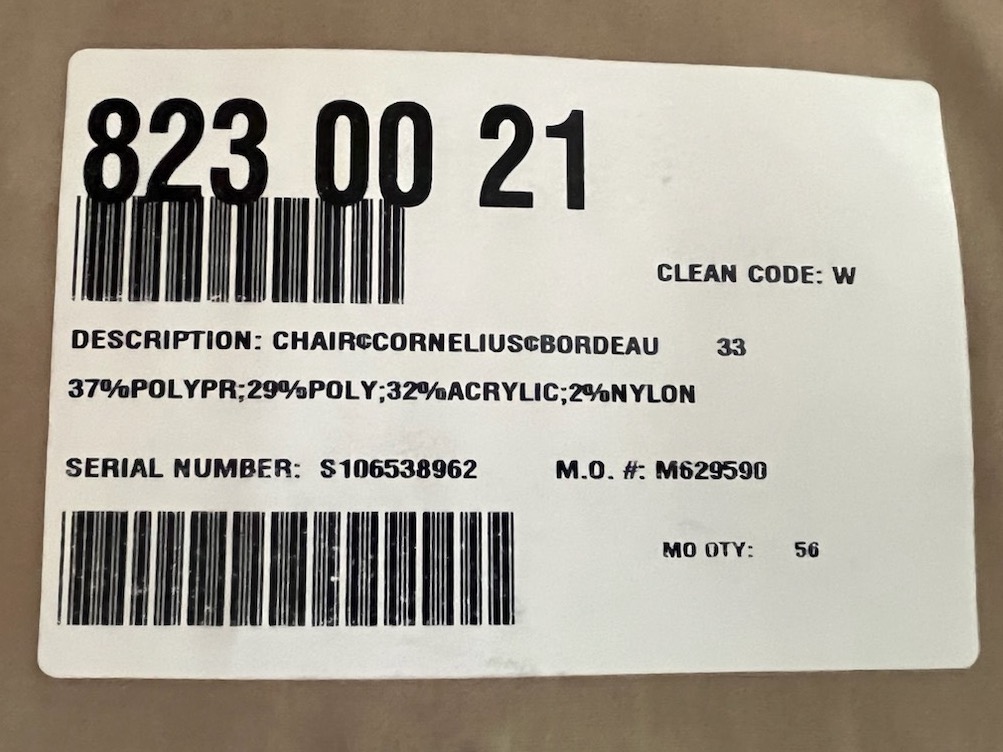 823 00 21
CLEAN CODE: W
DESCRIPTION: CHAIR¢CORNELIUS¢BORDEAU 33
37%POLYPR;29%POLY;32%ACRYLIC;2%NYLON
SERIAL NUMBER: S106538962 M.O. #: M629590
MO QTY: 56